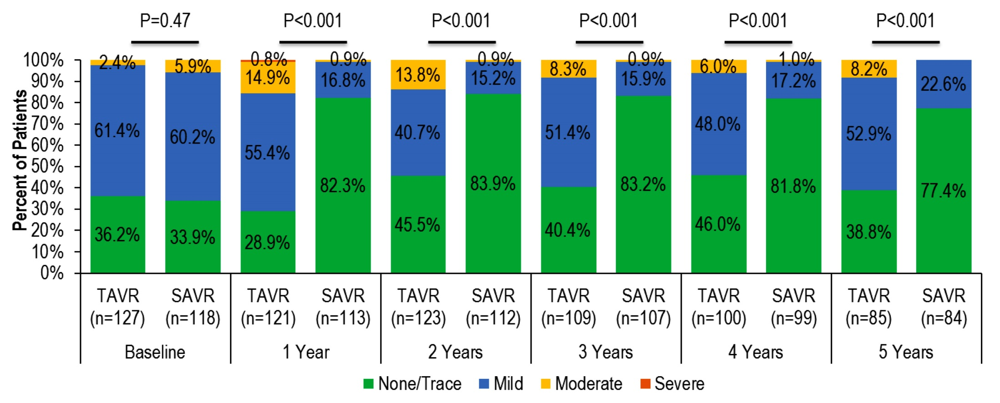 P=0.47 P<0.001 P<0.001 P<0.001 P<0.001 P<0.001
Percent of Patients
100%
90%
80%
70%
60%
50%
40%
30%
20%
10%
0%
2.4% 5.9% 0.8% 0.9% 0.9% 0.9% 1.0%
14.9% 16.8% 13.8% 15.2% 8.3% 15.9% 6.0% 17.2% 8.2% 22.6%
61.4% 60.2% 55.4% 40.7% 51.4% 48.0% 52.9%
82.3% 83.9% 83.2% 81.8% 77.4%
36.2% 33.9% 28.9% 45.5% 40.4% 46.0% 38.8%
TAVR SAVR TAVR SAVR TAVR SAVR TAVR SAVR TAVR SAVR TAVR SAVR
(n=127) (n=118) (n=121) (n=113) (n=123) (n=112) (n=109) (n=107) (n=100) (n=99) (n=85) (n=84)
Baseline 1 Year 2 Years 3 Years 4 Years 5 Years
None/Trace Mild Moderate Severe